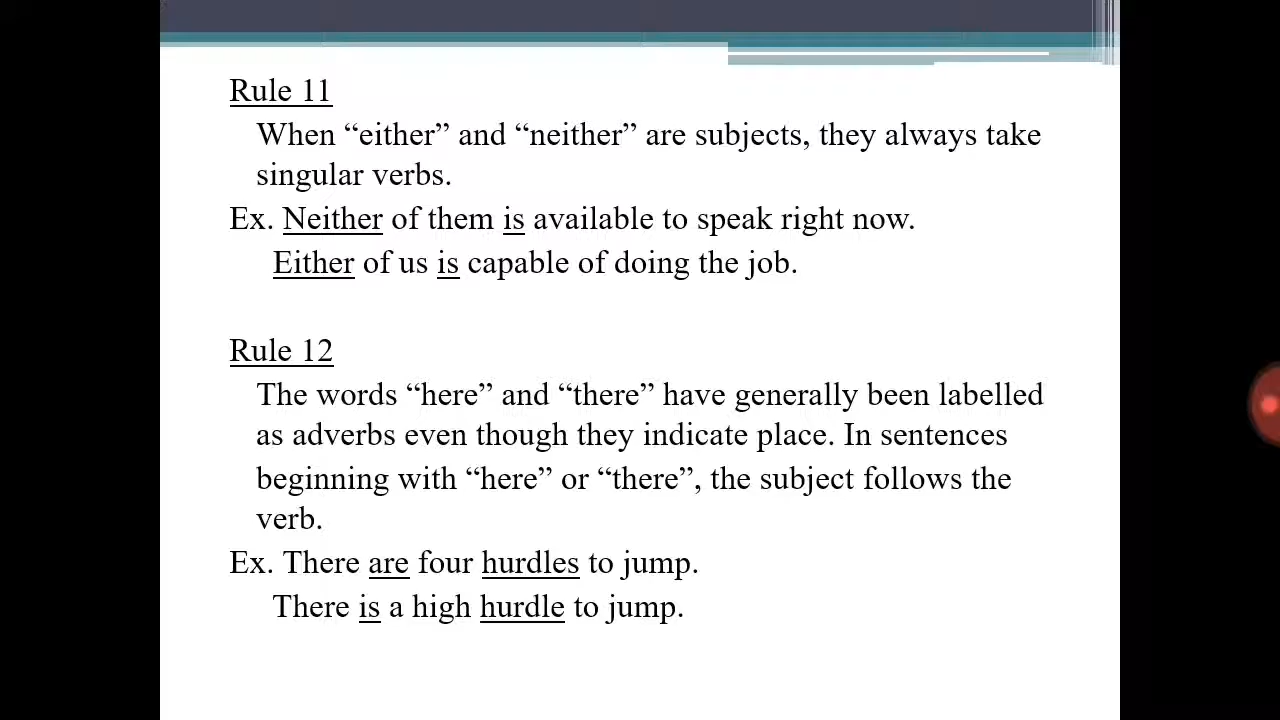 Rule 11
When “either” and “neither” are subjects, they always take
singular verbs.
Ex. Neither of them is available to speak right now.
Either of us is capable of doing the job.
Rule 12
The words “here” and “there” have generally been labelled
as adverbs even though they indicate place. In sentences
beginning with “here” or “there”, the subject follows the
verb.
Ex. There are four hurdles to jump.
There is a high hurdle to jump.